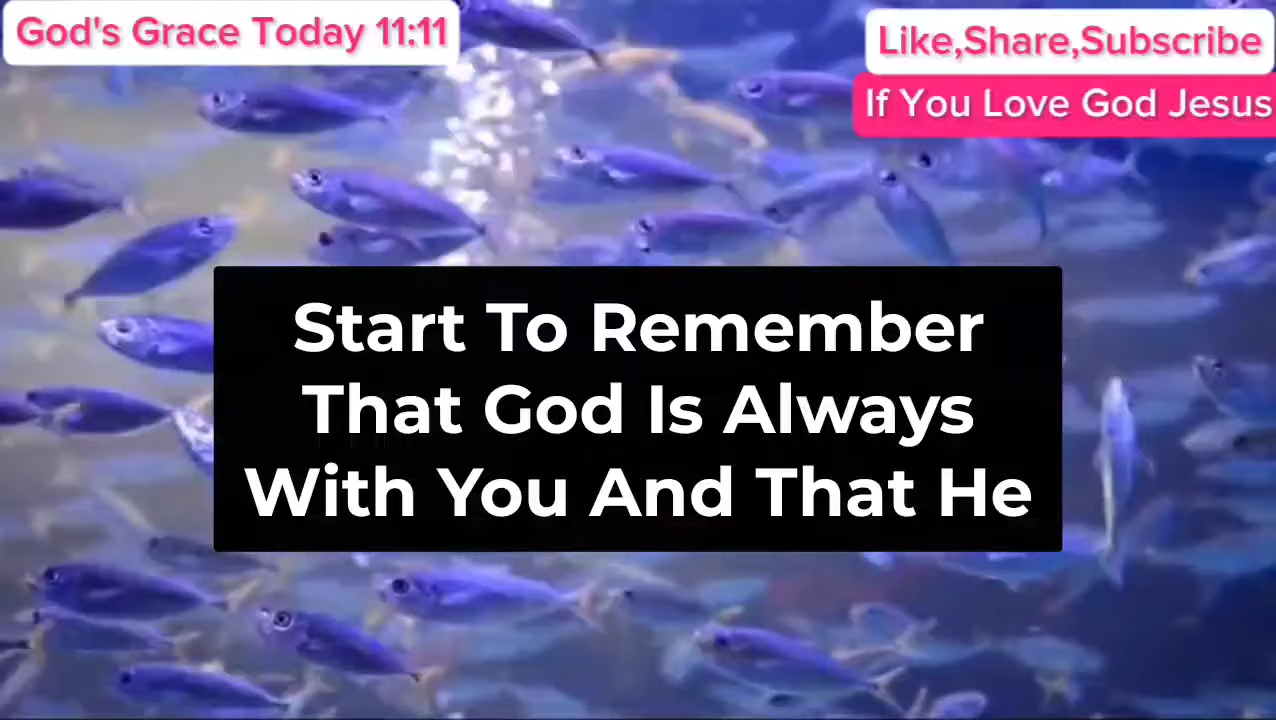 God's Grace Today 11:11
Like,Share,Subscribe
If You Love God Jesus
Start To Remember
That God Is Always
With You And That He